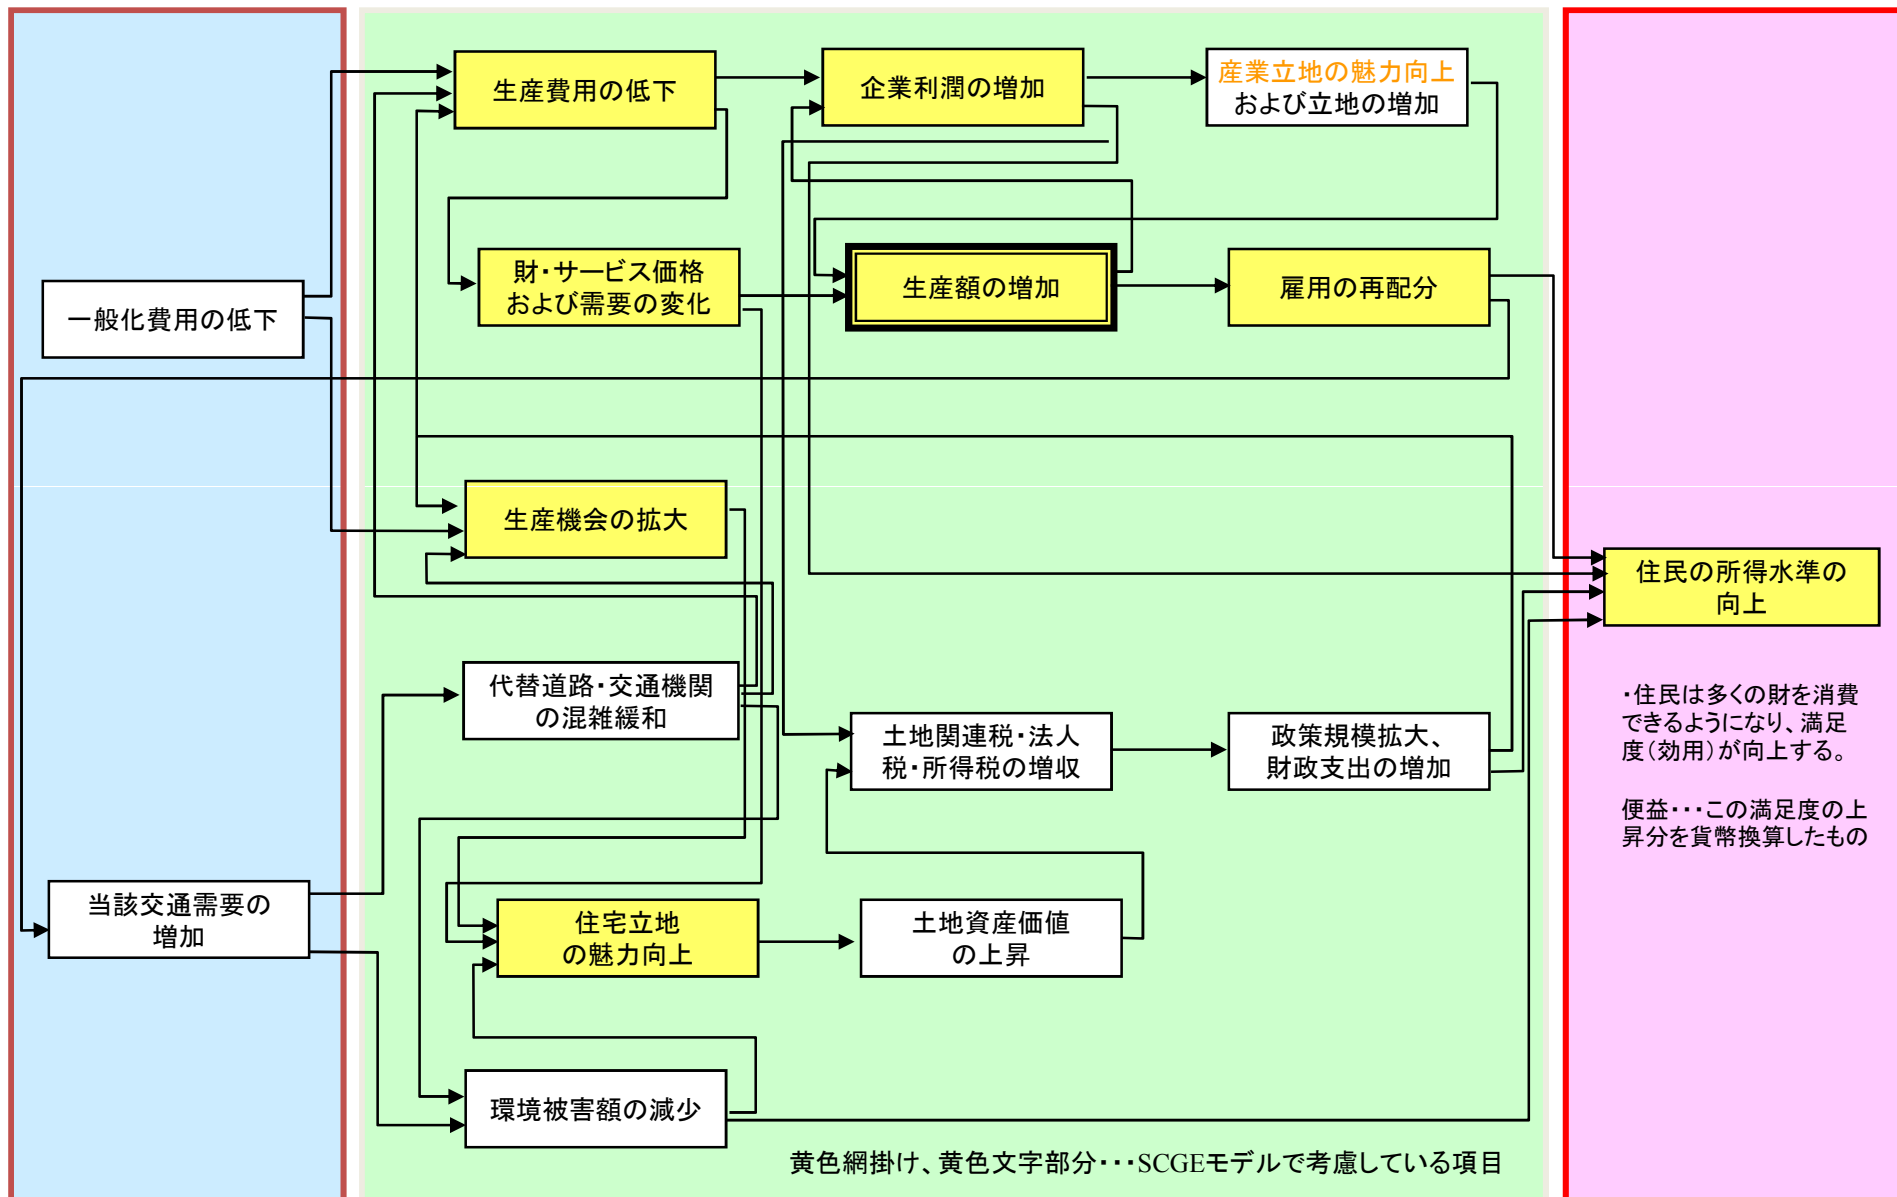 生産費用の低下
企業利潤の増加
産業立地の魅力向上
および立地の増加
一般化費用の低下
財・サービス価格
および需要の変化
生産額の増加
雇用の再配分
生産機会の拡大
住民の所得水準の
向上
代替道路・交通機関
の混雑緩和
土地関連税・法人
税・所得税の増収
政策規模拡大、
財政支出の増加
・住民は多くの財を消費
できるようになり、満足
度（効用）が向上する。
便益・・・この満足度の上
昇分を貨幣換算したもの
当該交通需要の
増加
住宅立地
の魅力向上
土地資産価値
の上昇
環境被害額の減少
黄色網掛け、黄色文字部分・・・SCGEモデルで考慮している項目